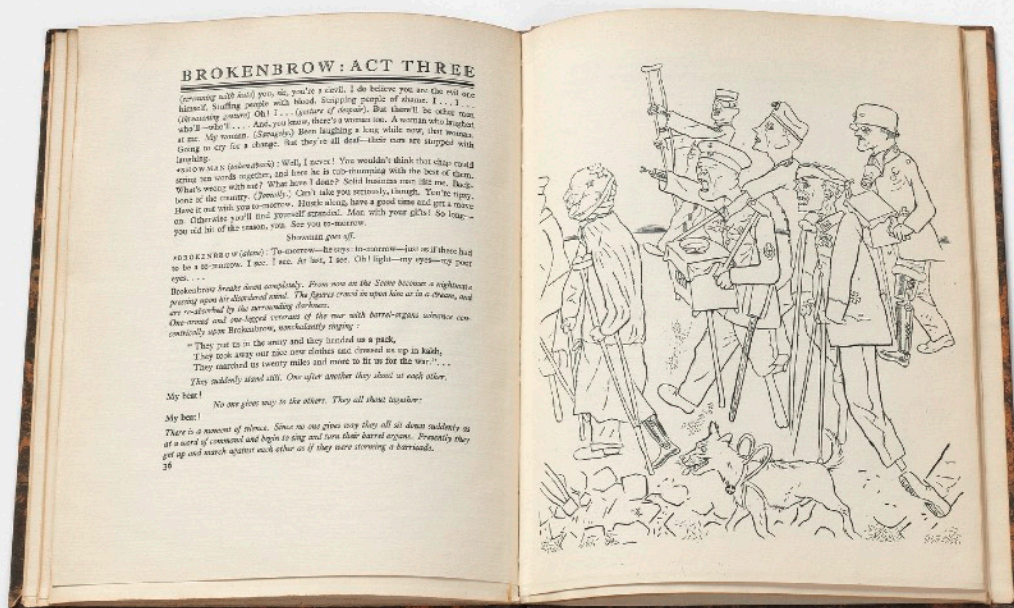 BROKENBROW: ACT THREE
(screaming with hate) you, sir, you're a devil. I do believe you are the evil one
himself. Stuffing people with blood. Stripping people of shame. I . . . I . . .
(threatening gesture) Oh! I . . . (gesture of despair). But there'll be other men
who'll—who'll . . . . And, you know, there's a woman too. A woman who laughed
at me. My woman. (Savagely.) Been laughing a long while now, that woman.
Going to cry for a change. But they're all deaf—their ears are stopped with
laughing.
SHOWMAN (taken aback): Well, I never! You wouldn't think that chap could
string ten words together, and here he is tub-thumping with the best of them.
What's wrong with me? What have I done? Solid business man like me. Back-
bone of the country. (Jovially.) Can't take you seriously, though. You're tipsy.
Have it out with you to-morrow. Hustle along, have a good time and get a move
on. Otherwise you'll find yourself stranded. Man with your gifts! So long—
you old hit of the season, you. See you to-morrow.
Showman goes off.
BROKENBROW (alone): To-morrow—he says: to-morrow—just as if there had
to be a to-morrow. I see. I see. At last, I see. Oh! light—my eyes—my poor
eyes. . . .
Brokenbrow breaks down completely. From now on the Scene becomes a nightmare
pressing upon his disordered mind. The figures crowd in upon him as in a dream, and
are re-absorbed by the surrounding darkness.
One-armed and one-legged veterans of the war with barrel-organs advance con-
centrically upon Brokenbrow, nonchalantly singing:
"They put us in the army and they handed us a pack,
They took away our nice new clothes and dressed us up in kakh,
They marched us twenty miles and more to fit us for the war." . . .
They suddenly stand still. One after another they shout at each other.
My beat!
No one gives way to the others. They all shout together:
My beat!
There is a moment of silence. Since no one gives way they all sit down suddenly as
at a word of command and begin to sing and turn their barrel organs. Presently they
get up and march against each other as if they were storming a barricade.
36